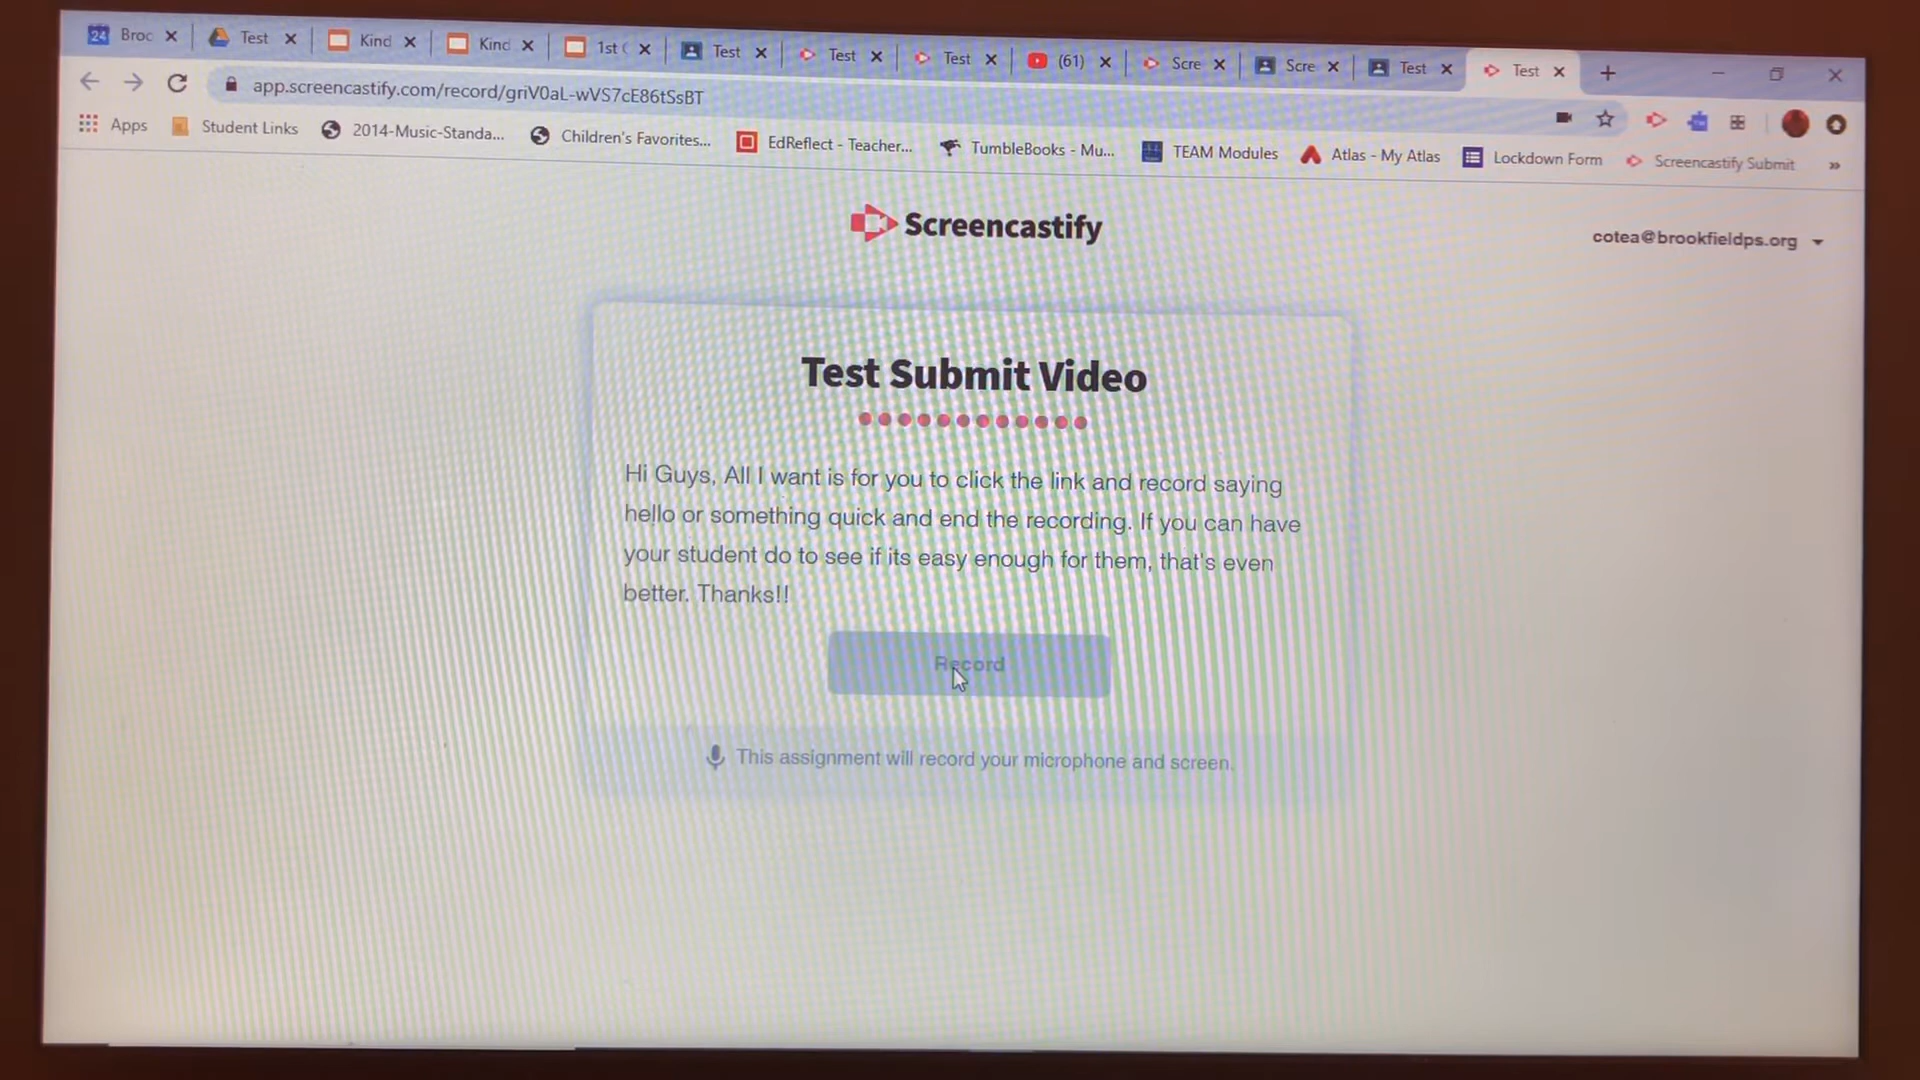 24 Broc Test Kind Kind 1st Test Test Test (61) Scre Scre Test Test
app.screencastify.com/record/griV0aL-wVS7cE86tSsBT
Apps Student Links 2014-Music-Standa... Children's Favorites... EdReflect - Teacher... TumbleBooks - Mu... TEAM Modules Atlas - My Atlas Lockdown Form Screencastify Submit »
Screencastify
cotea@brookfieldps.org
Test Submit Video
Hi Guys, All I want is for you to click the link and record saying
hello or something quick and end the recording. If you can have
your student do to see if its easy enough for them, that's even
better. Thanks!!
Record
This assignment will record your microphone and screen.